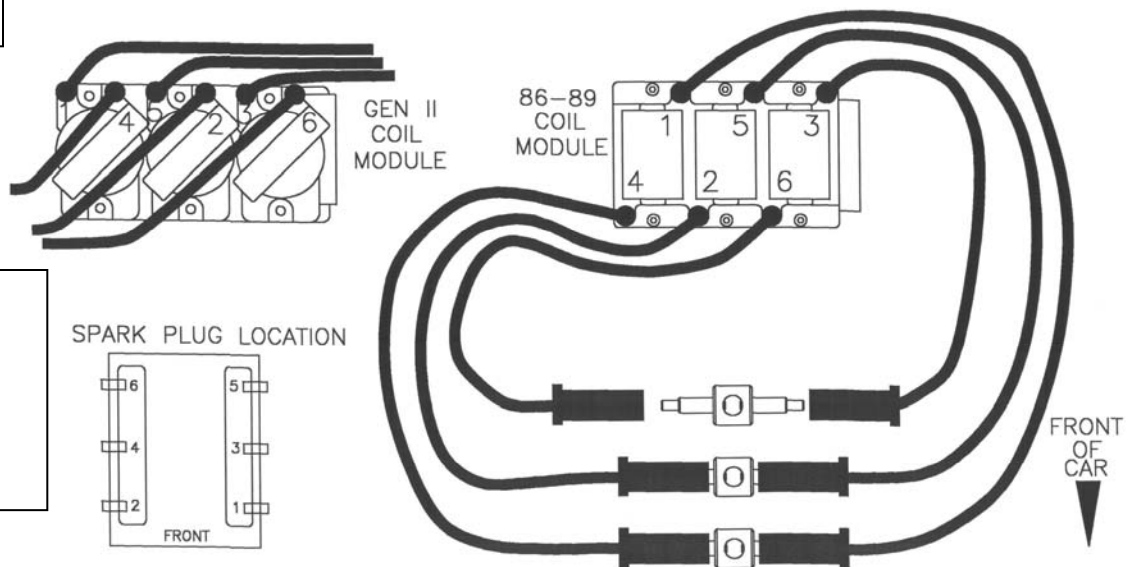 GEN II
COIL
MODULE
4
2
3
6
86-89
COIL
MODULE
1 5 3
4 2 6
SPARK PLUG LOCATION
6 5
4 3
2 1
FRONT
FRONT
OF
CAR